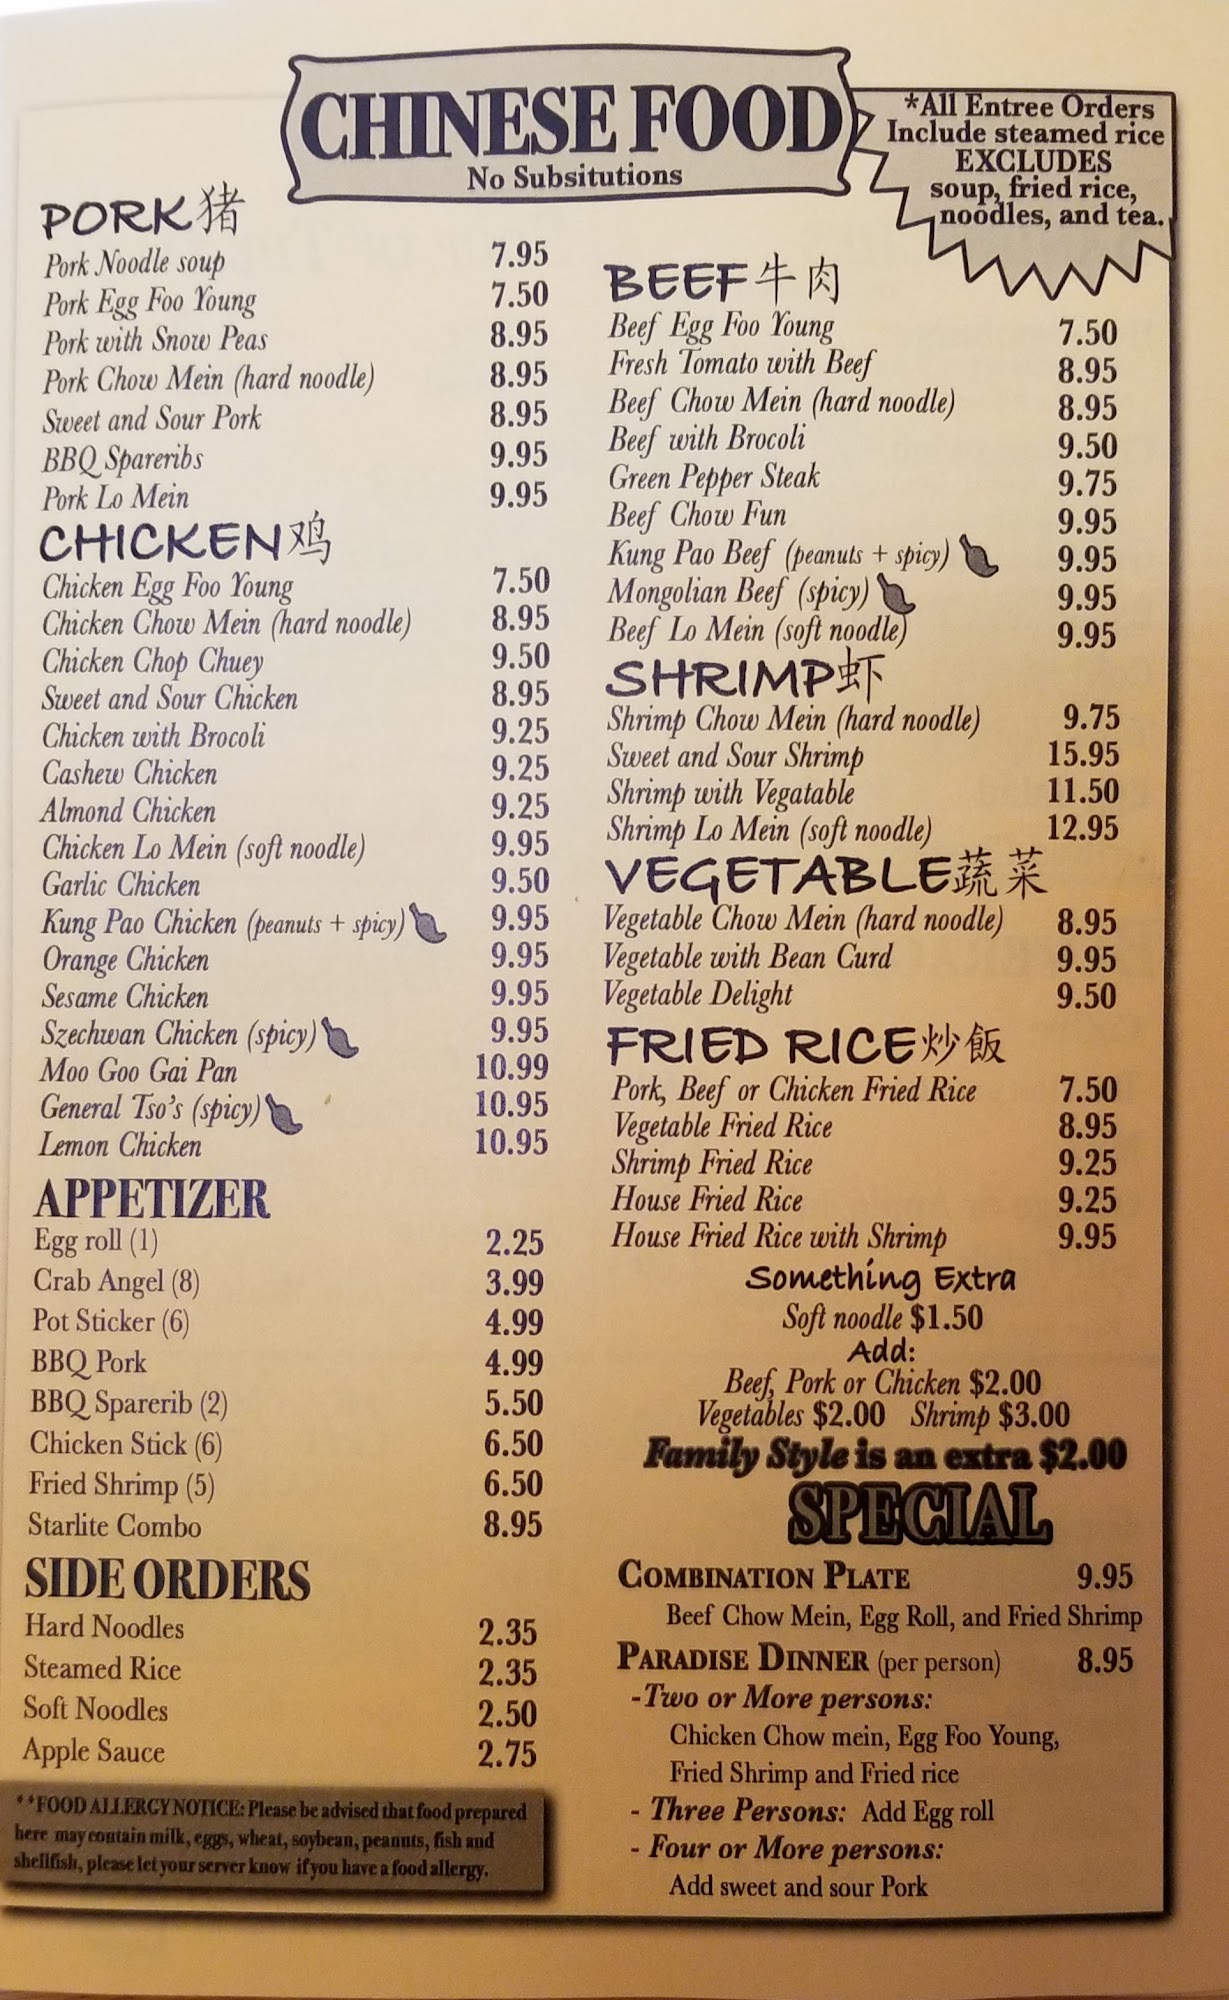 CHINESE FOOD
No Subsitutions
*All Entree Orders
Include steamed rice
EXCLUDES
soup, fried rice,
noodles, and tea.
PORK猪
Pork Noodle soup 7.95
Pork Egg Foo Young 7.50
Pork with Snow Peas 8.95
Pork Chow Mein (hard noodle) 8.95
Sweet and Sour Pork 8.95
BBQ Spareribs 9.95
Pork Lo Mein 9.95
CHICKEN鸡
Chicken Egg Foo Young 7.50
Chicken Chow Mein (hard noodle) 8.95
Chicken Chop Chuey 9.50
Sweet and Sour Chicken 8.95
Chicken with Brocoli 9.25
Cashew Chicken 9.25
Almond Chicken 9.25
Chicken Lo Mein (soft noodle) 9.95
Garlic Chicken 9.50
Kung Pao Chicken (peanuts + spicy) 9.95
Orange Chicken 9.95
Sesame Chicken 9.95
Szechwan Chicken (spicy) 9.95
Moo Goo Gai Pan 10.99
General Tso's (spicy) 10.95
Lemon Chicken 10.95
APPETIZER
Egg roll (1) 2.25
Crab Angel (8) 3.99
Pot Sticker (6) 4.99
BBQ Pork 4.99
BBQ Sparerib (2) 5.50
Chicken Stick (6) 6.50
Fried Shrimp (5) 6.50
Starlite Combo 8.95
SIDE ORDERS
Hard Noodles 2.35
Steamed Rice 2.35
Soft Noodles 2.50
Apple Sauce 2.75
**FOOD ALLERGY NOTICE: Please be advised that food prepared
here may contain milk, eggs, wheat, soybean, peanuts, fish and
shellfish, please let your server know if you have a food allergy.
BEEF牛肉
Beef Egg Foo Young 7.50
Fresh Tomato with Beef 8.95
Beef Chow Mein (hard noodle) 8.95
Beef with Brocoli 9.50
Green Pepper Steak 9.75
Beef Chow Fun 9.95
Kung Pao Beef (peanuts + spicy) 9.95
Mongolian Beef (spicy) 9.95
Beef Lo Mein (soft noodle) 9.95
SHRIMP虾
Shrimp Chow Mein (hard noodle) 9.75
Sweet and Sour Shrimp 15.95
Shrimp with Vegatable 11.50
Shrimp Lo Mein (soft noodle) 12.95
VEGETABLE蔬菜
Vegetable Chow Mein (hard noodle) 8.95
Vegetable with Bean Curd 9.95
Vegetable Delight 9.50
FRIED RICE炒飯
Pork, Beef or Chicken Fried Rice 7.50
Vegetable Fried Rice 8.95
Shrimp Fried Rice 9.25
House Fried Rice 9.25
House Fried Rice with Shrimp 9.95
Something Extra
Soft noodle $1.50
Add:
Beef, Pork or Chicken $2.00
Vegetables $2.00 Shrimp $3.00
Family Style is an extra $2.00
SPECIAL
COMBINATION PLATE 9.95
Beef Chow Mein, Egg Roll, and Fried Shrimp
PARADISE DINNER (per person) 8.95
-Two or More persons:
Chicken Chow mein, Egg Foo Young,
Fried Shrimp and Fried rice
- Three Persons: Add Egg roll
- Four or More persons:
Add sweet and sour Pork